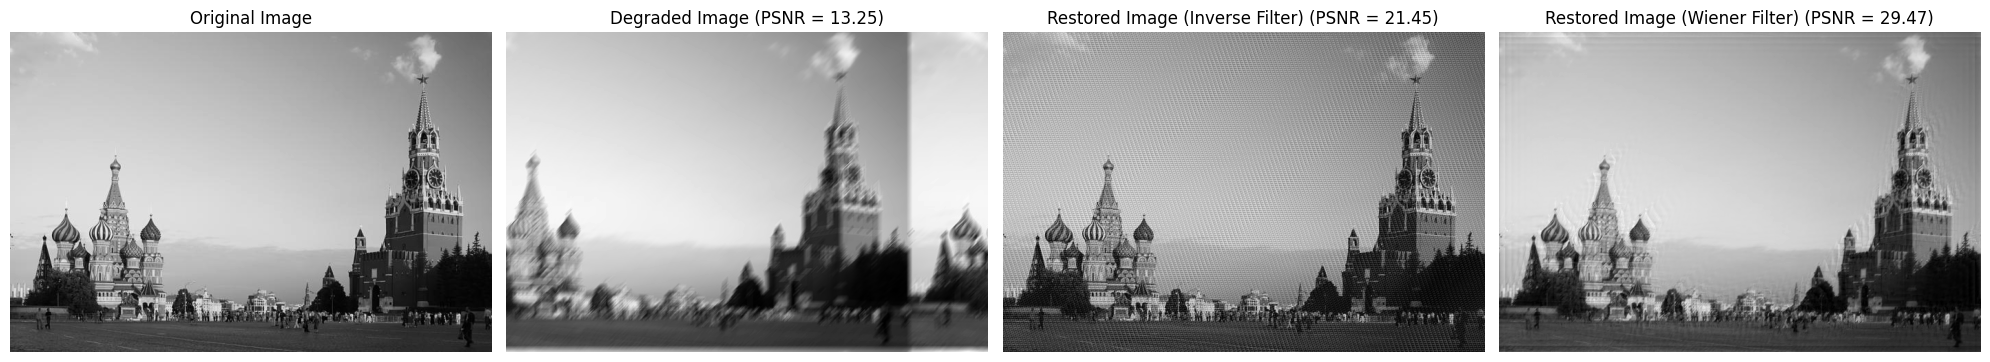 Original Image
Degraded Image (PSNR = 13.25)
Restored Image (Inverse Filter) (PSNR = 21.45)
Restored Image (Wiener Filter) (PSNR = 29.47)